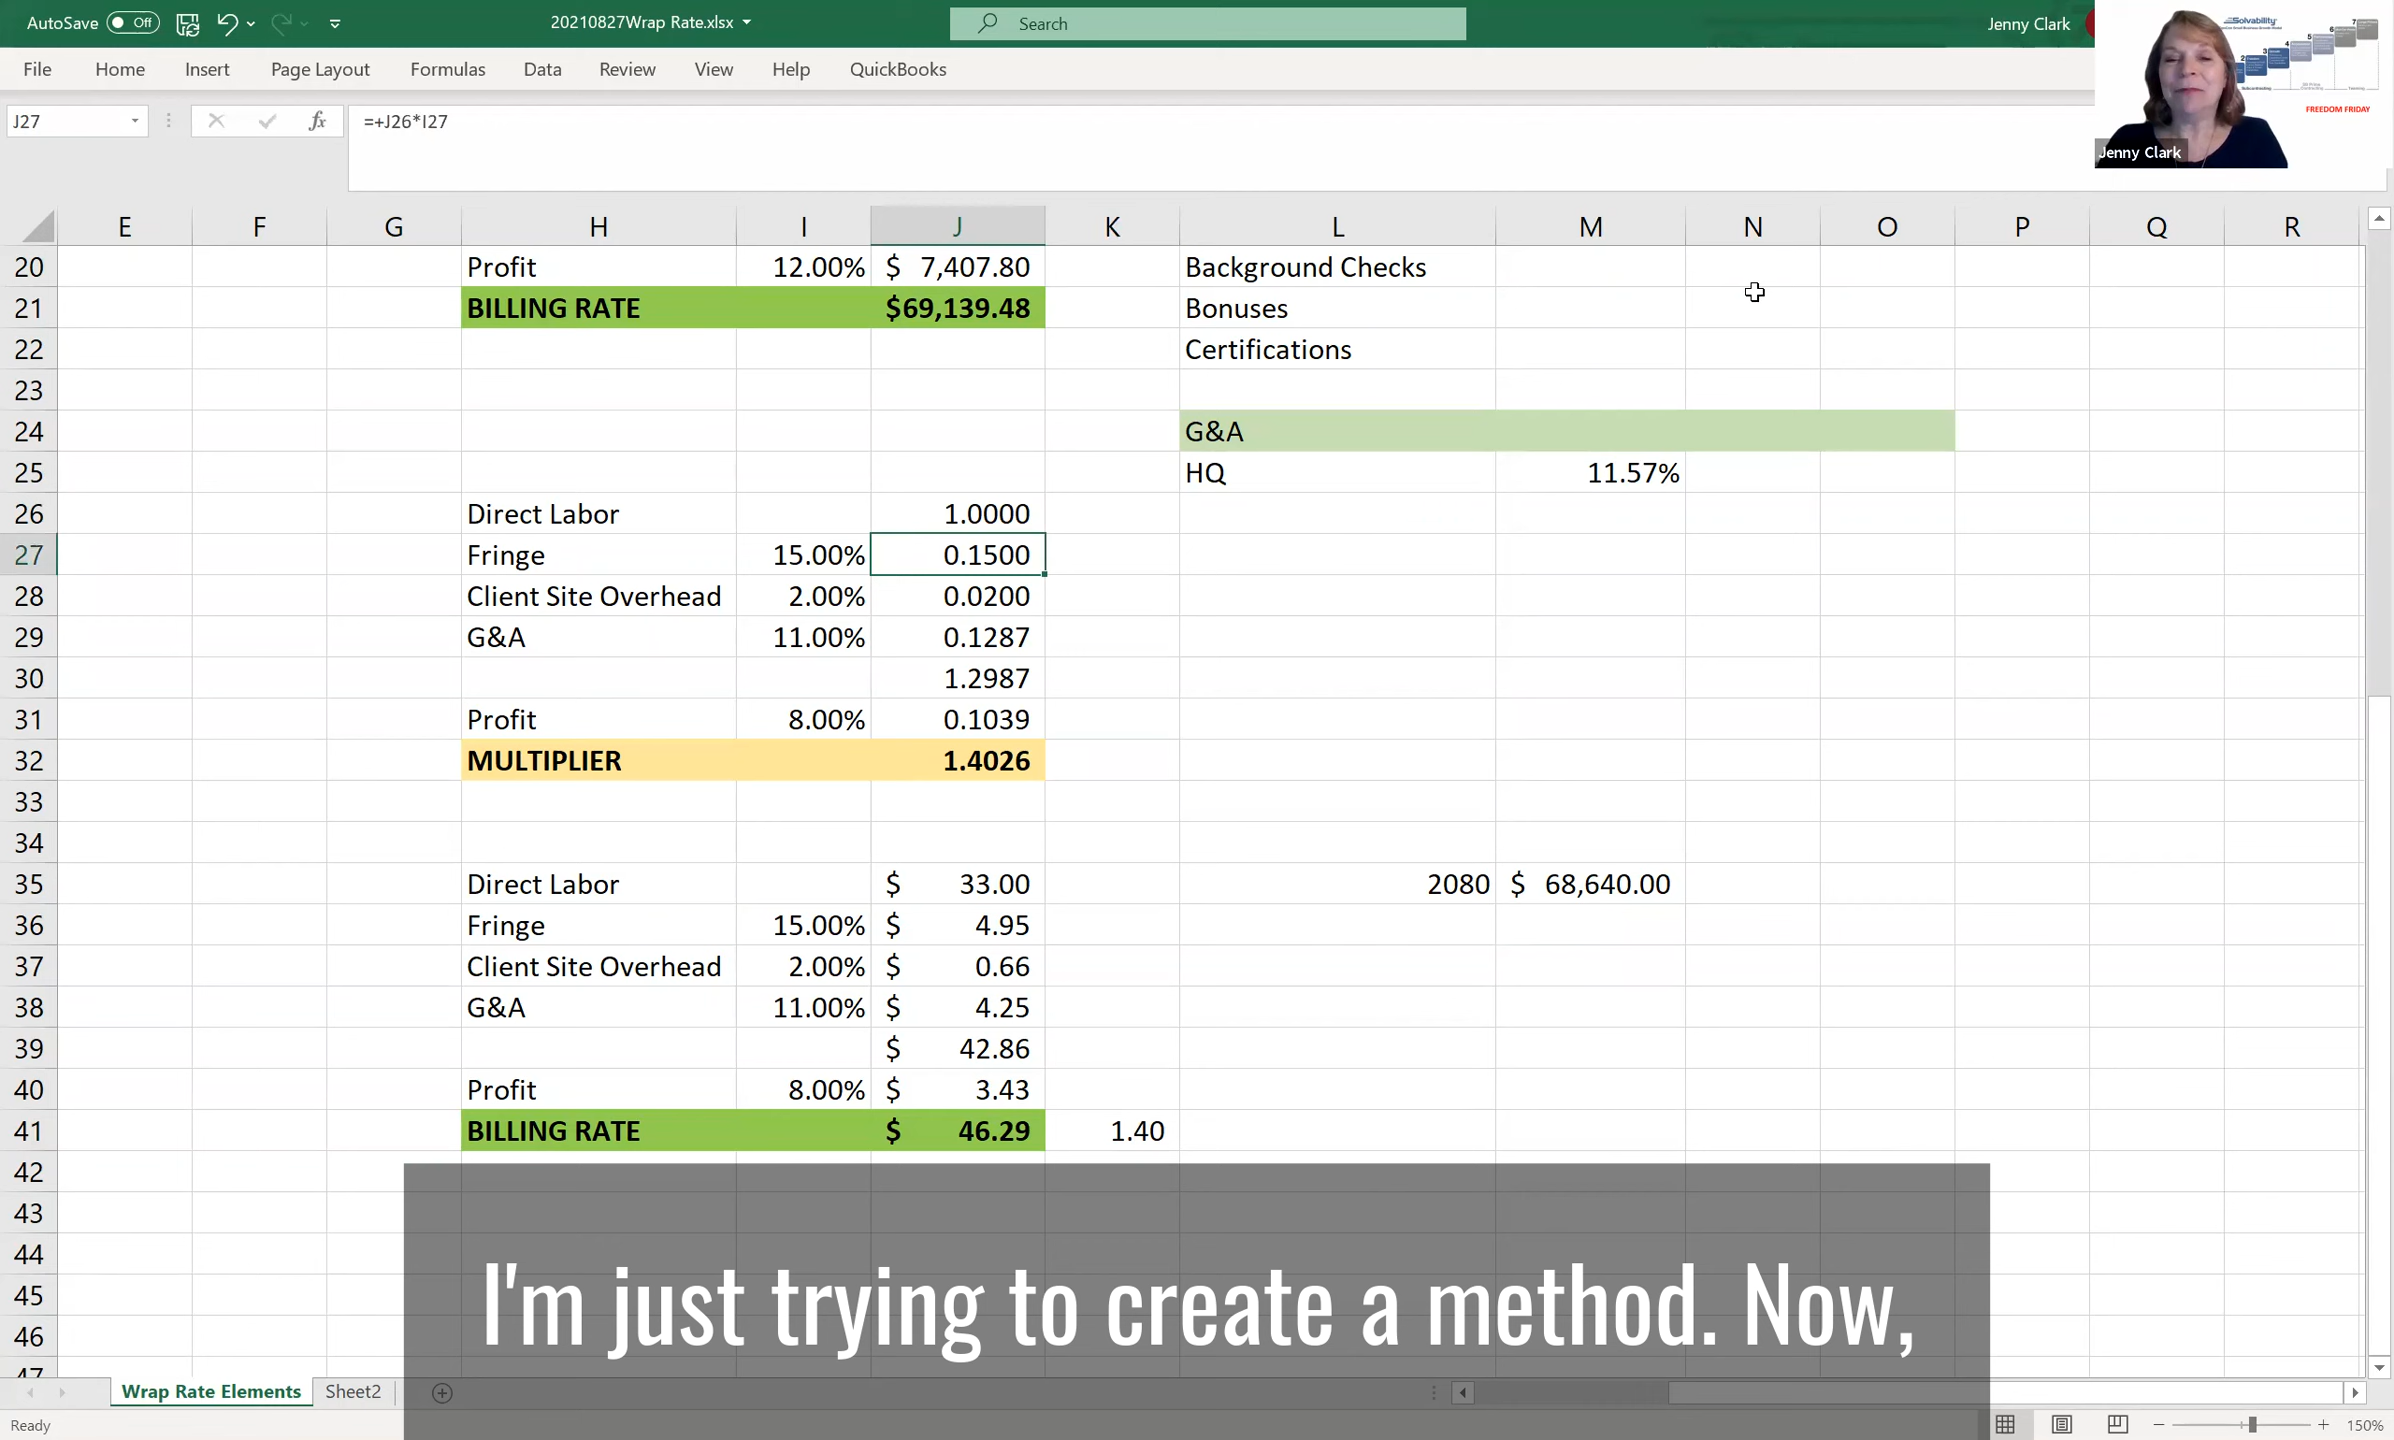 AutoSave Off 20210827Wrap Rate.xlsx Search Jenny Clark
File Home Insert Page Layout Formulas Data Review View Help QuickBooks
J27 fx =+J26*I27
Solvability
FREEDOM FRIDAY
Jenny Clark
E F G H I J K L M N O P Q R
20 Profit 12.00% $ 7,407.80 Background Checks
21 BILLING RATE $69,139.48 Bonuses
22 Certifications
23
24 G&A
25 HQ 11.57%
26 Direct Labor 1.0000
27 Fringe 15.00% 0.1500
28 Client Site Overhead 2.00% 0.0200
29 G&A 11.00% 0.1287
30 1.2987
31 Profit 8.00% 0.1039
32 MULTIPLIER 1.4026
33
34
35 Direct Labor $ 33.00 2080 $ 68,640.00
36 Fringe 15.00% $ 4.95
37 Client Site Overhead 2.00% $ 0.66
38 G&A 11.00% $ 4.25
39 $ 42.86
40 Profit 8.00% $ 3.43
41 BILLING RATE $ 46.29 1.40
42
43
44
45
46
47
I'm just trying to create a method. Now,
Wrap Rate Elements Sheet2
Ready 150%